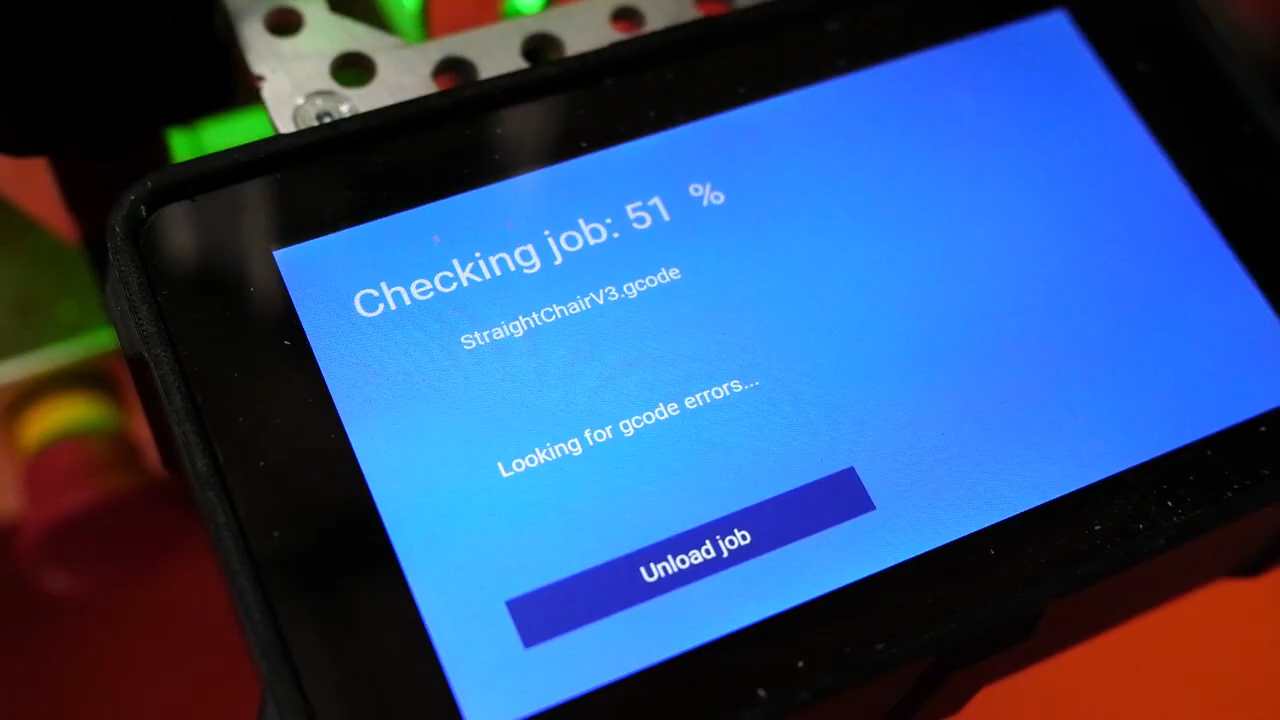 Checking job: 51 %
StraightChairV3.gcode
Looking for gcode errors...
Unload job